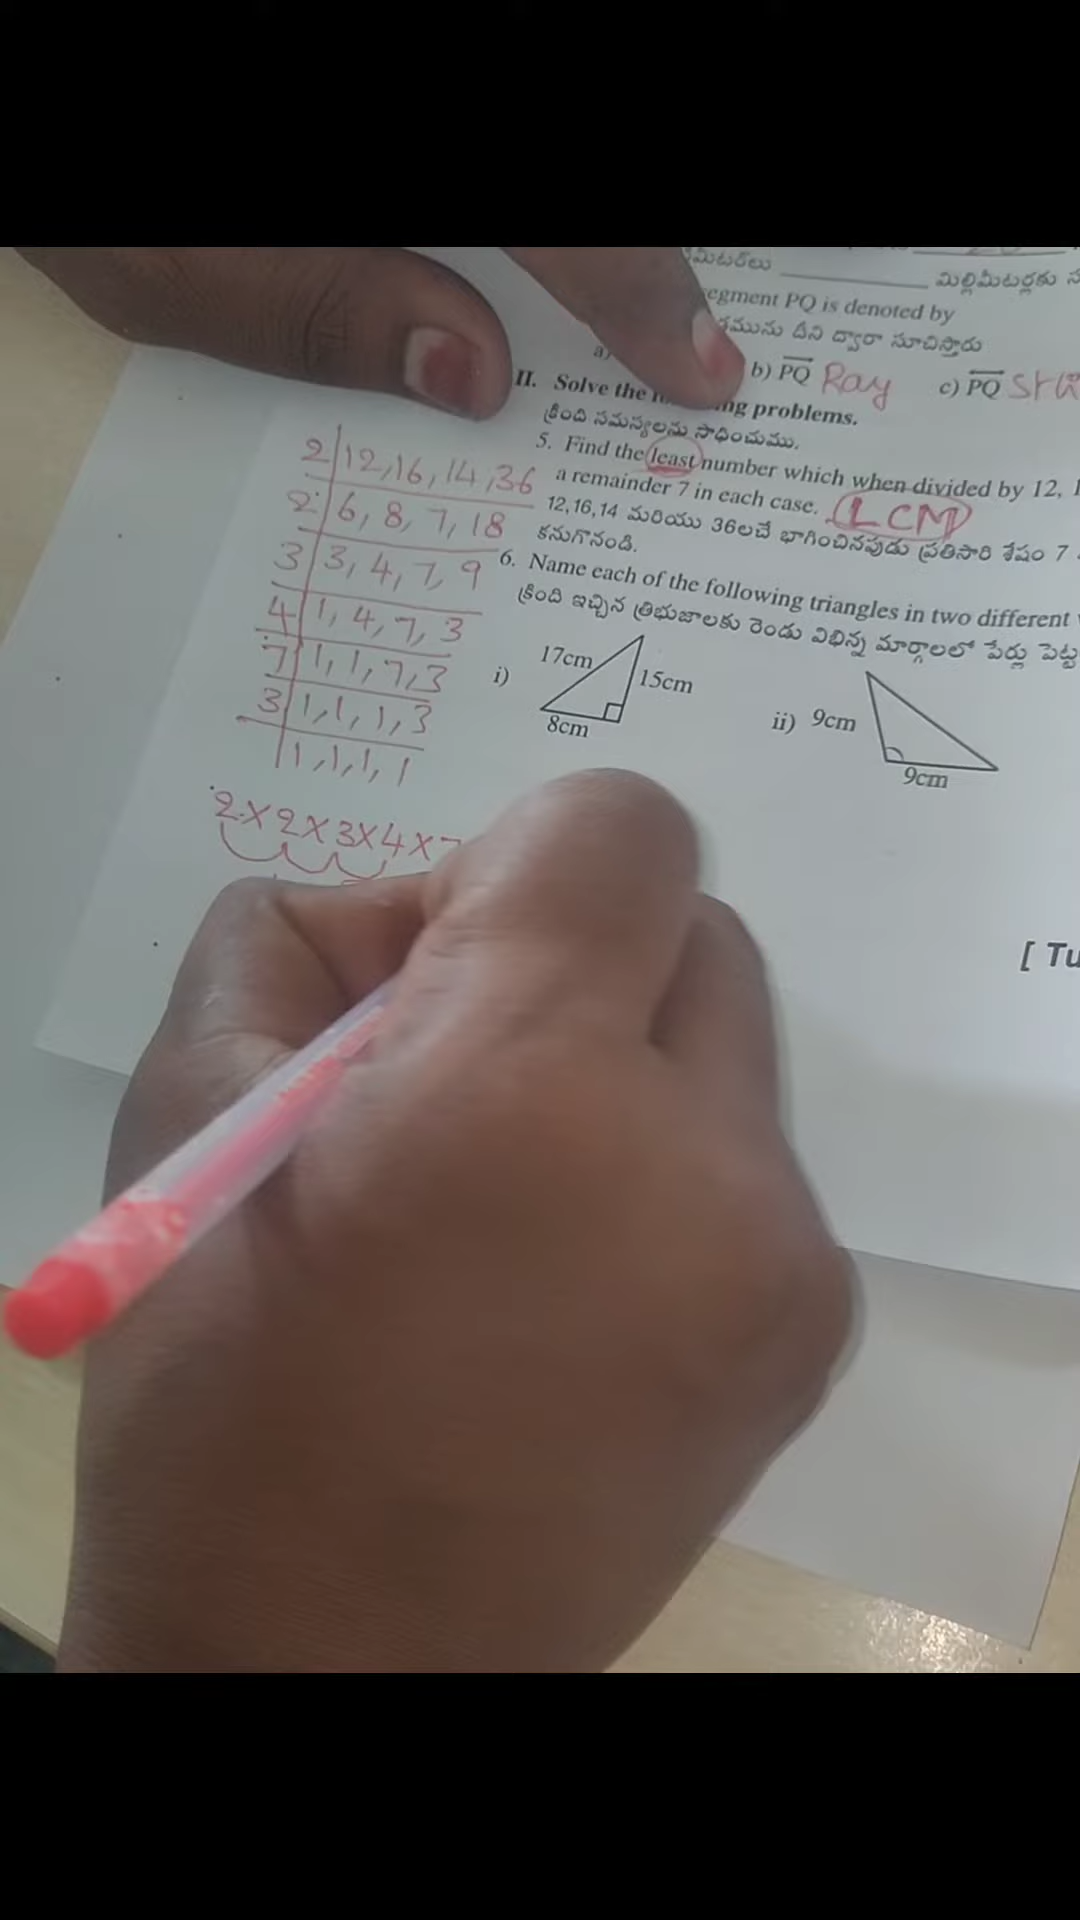 మిల్లీమీటర్లకు
egment PQ is denoted by
దీని ద్వారా సూచిస్తారు
b) PQ Ray c) PQ
II. Solve the ng problems.
క్రింది సమస్యలను సాధించుము.
5. Find the least number which when divided by 12,
a remainder 7 in each case. LCM
12,16,14 మరియు 36లచే భాగించినపుడు ప్రతిసారి శేషం 7
కనుగొనండి.
6. Name each of the following triangles in two different
క్రింది ఇచ్చిన త్రిభుజాలకు రెండు విభిన్న మార్గాలలో పేర్లు
i) 17cm 15cm 8cm
ii) 9cm 9cm
2 12,16,14,36
2 6, 8, 7, 18
3 3, 4, 7, 9
4 1, 4, 7, 3
7 1, 1, 7, 3
3 1, 1, 1, 3
1, 1, 1, 1
2 × 2 × 3 × 4 × 7
[ Tu